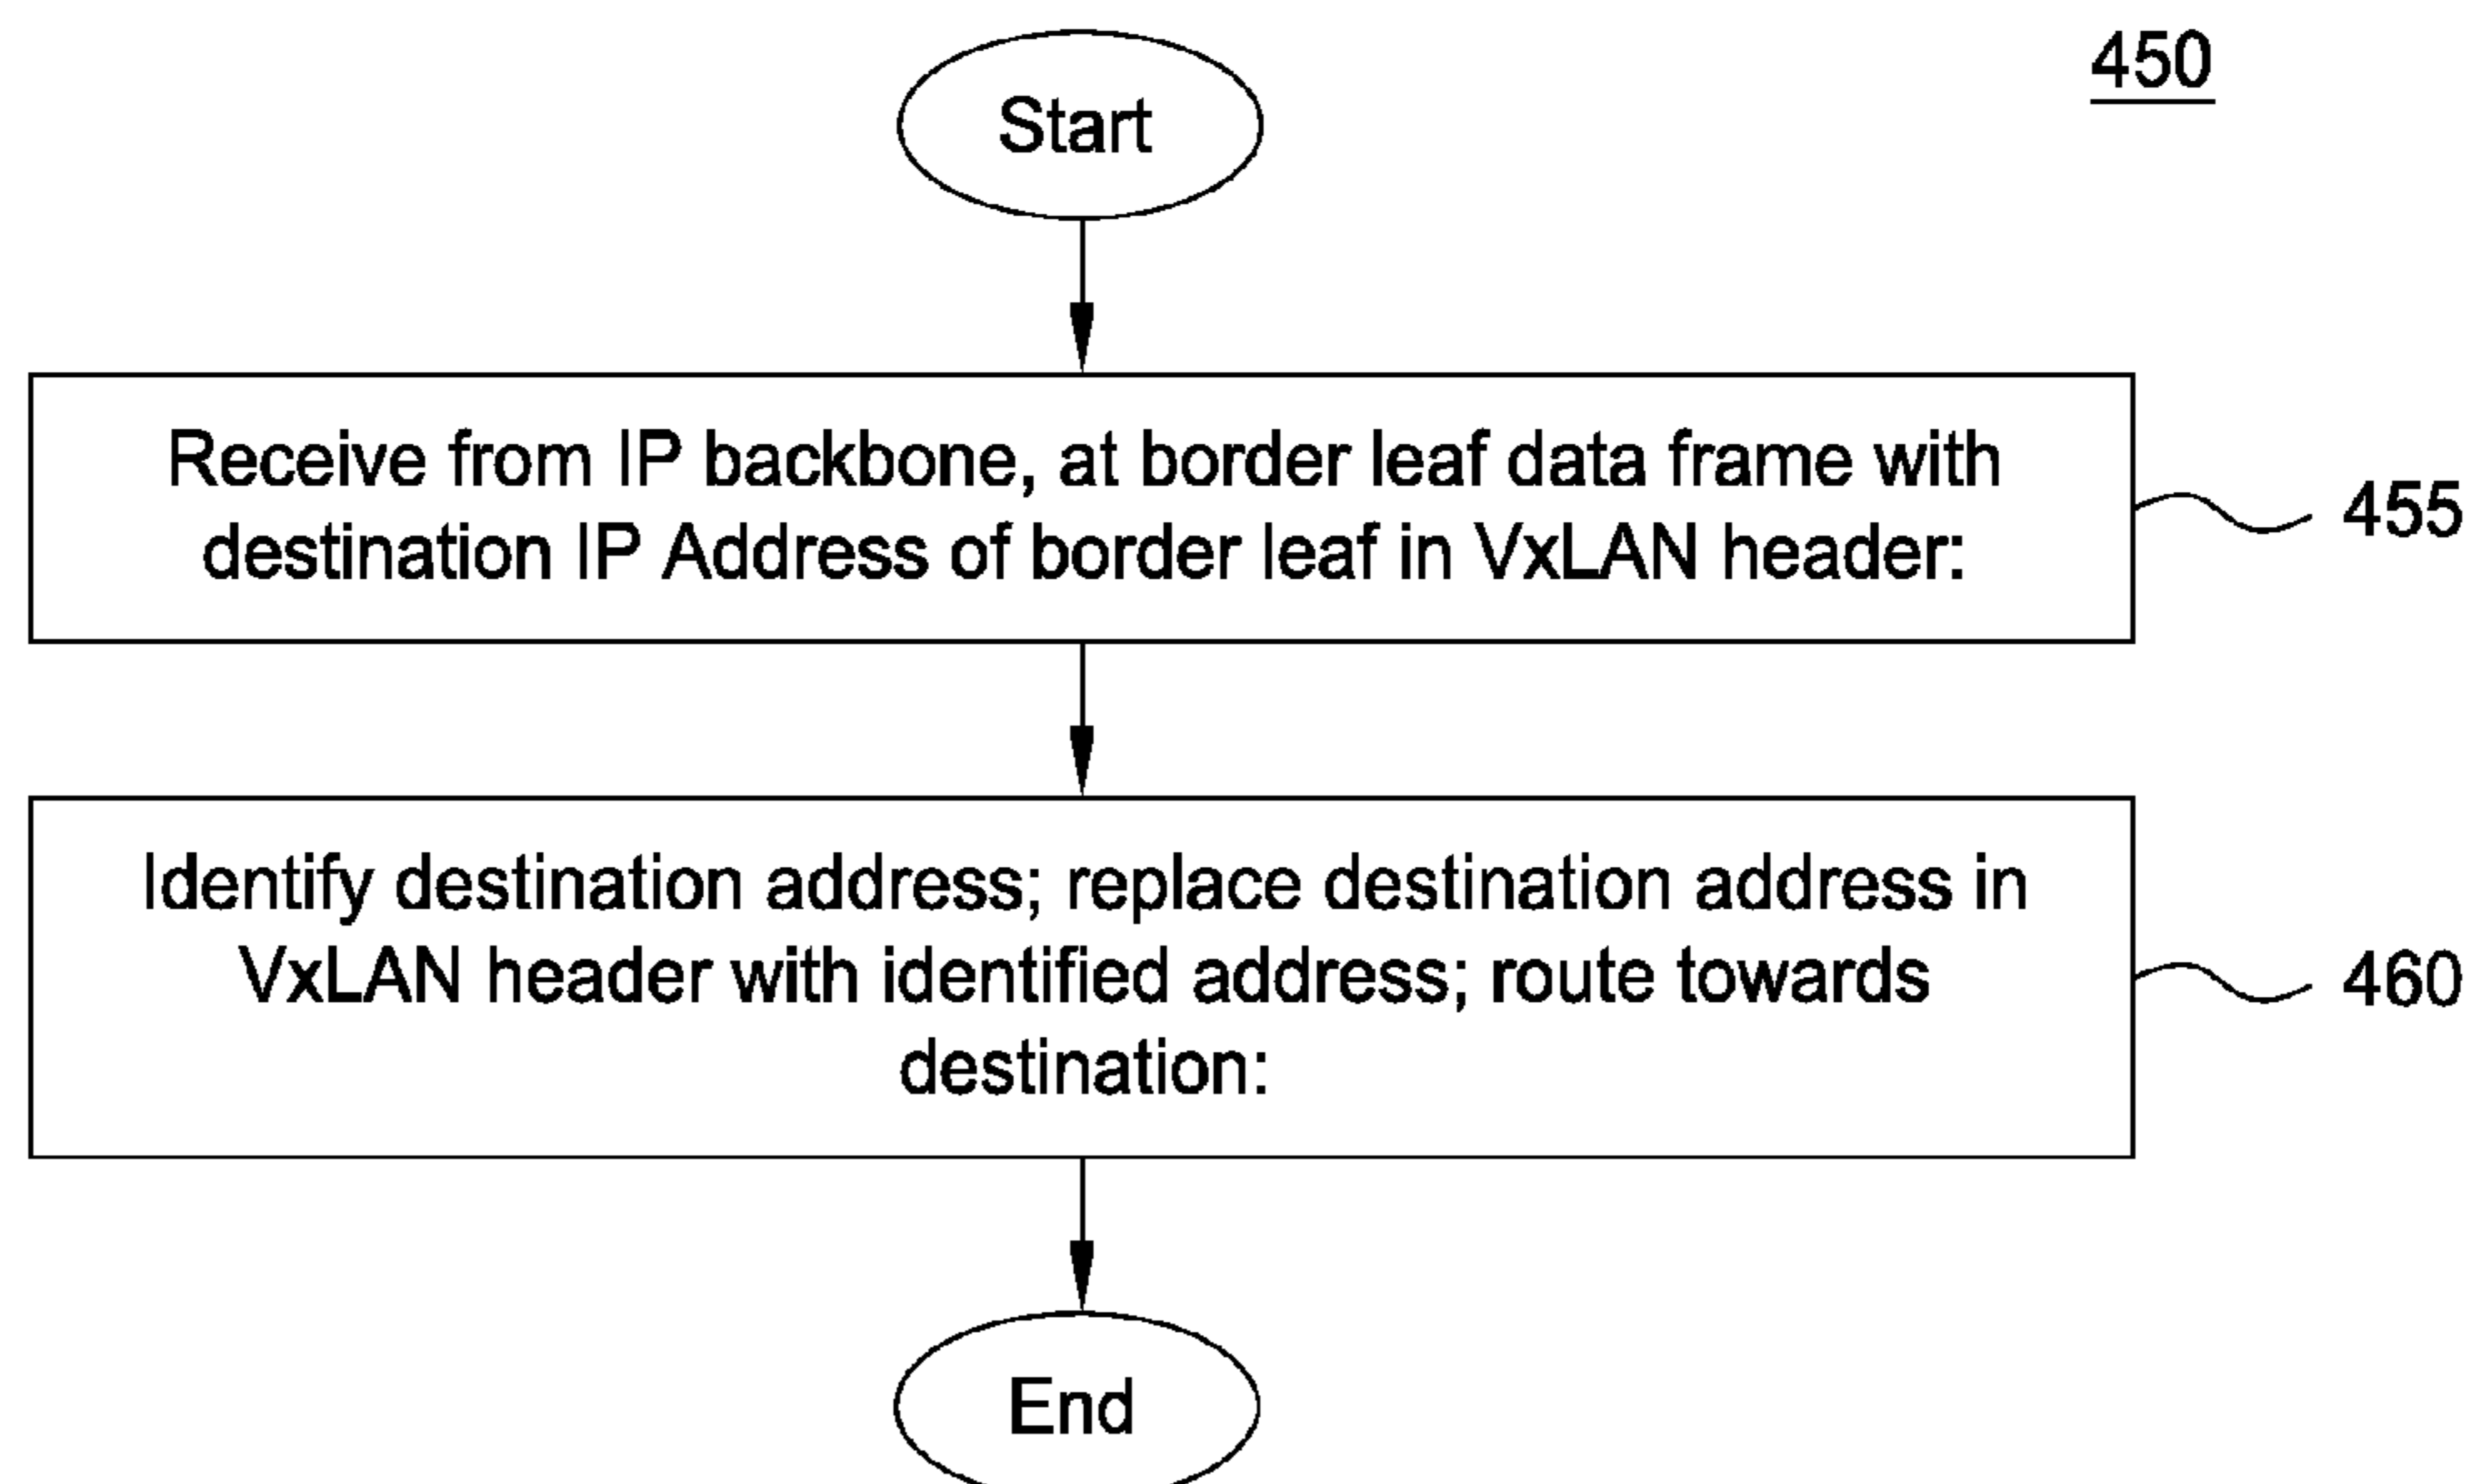 450
Start
Receive from IP backbone, at border leaf data frame with
destination IP Address of border leaf in VxLAN header:
455
Identify destination address; replace destination address in
VxLAN header with identified address; route towards
destination:
460
End